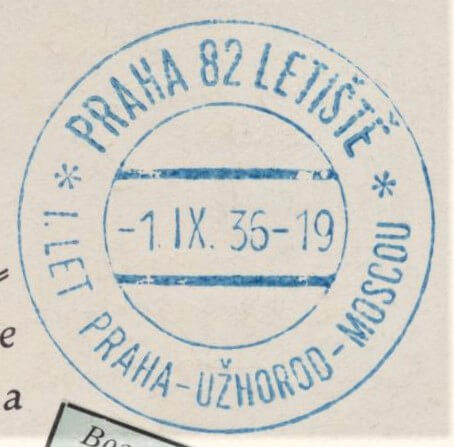 * PRAHA 82 LETIŠTĚ *
-1. IX. 36-19
I. LET PRAHA-UŽHOROD-MOSCOU
e
a